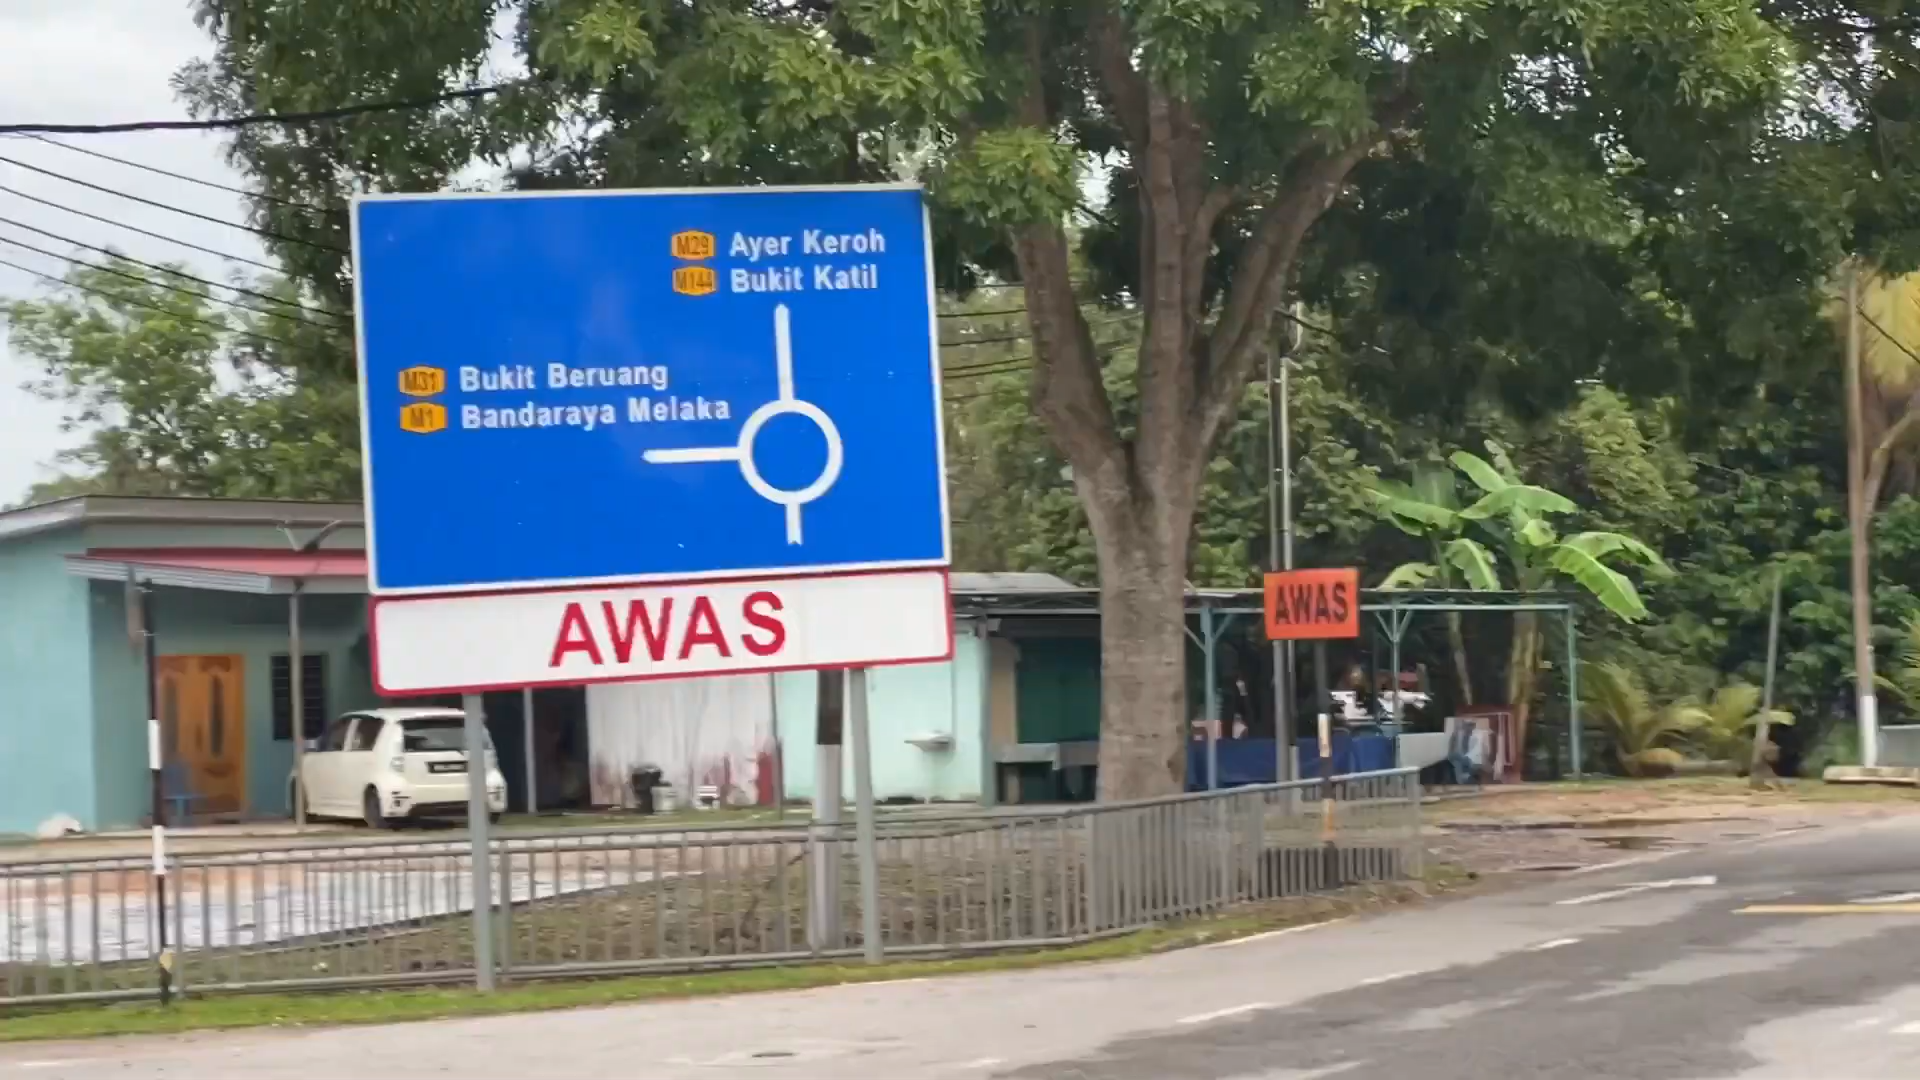 M29 Ayer Keroh
M144 Bukit Katil
M31 Bukit Beruang
M1 Bandaraya Melaka
AWAS
AWAS